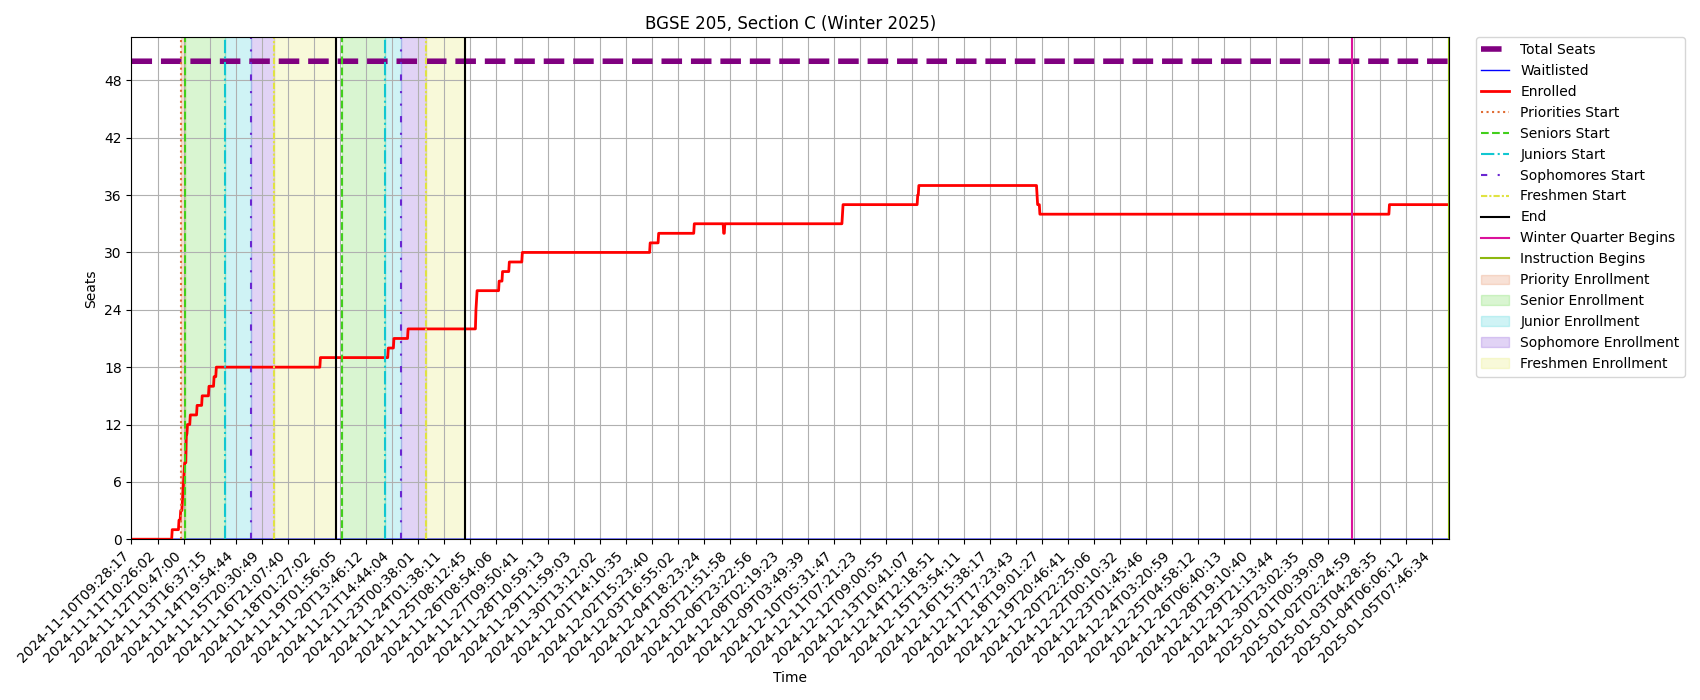 BGSE 205, Section C (Winter 2025)
Total Seats
Waitlisted
Enrolled
Priorities Start
Seniors Start
Juniors Start
Sophomores Start
Freshmen Start
End
Winter Quarter Begins
Instruction Begins
Priority Enrollment
Senior Enrollment
Junior Enrollment
Sophomore Enrollment
Freshmen Enrollment
Seats
48
42
36
30
24
18
12
6
0
2024-11-10T09:28:17
2024-11-11T10:26:02
2024-11-12T10:47:00
2024-11-13T16:37:15
2024-11-14T19:54:44
2024-11-15T20:30:49
2024-11-16T21:07:40
2024-11-18T01:27:02
2024-11-19T01:56:05
2024-11-20T13:46:12
2024-11-21T14:44:04
2024-11-23T00:38:01
2024-11-24T01:38:11
2024-11-25T08:12:45
2024-11-26T08:54:06
2024-11-27T09:50:41
2024-11-28T10:59:13
2024-11-29T11:59:03
2024-11-30T13:12:02
2024-12-01T14:10:35
2024-12-02T15:23:40
2024-12-03T16:55:02
2024-12-04T18:23:24
2024-12-05T21:51:58
2024-12-06T23:22:56
2024-12-08T02:19:23
2024-12-09T03:49:39
2024-12-10T05:31:47
2024-12-11T07:21:23
2024-12-12T09:00:55
2024-12-13T10:41:07
2024-12-14T12:18:51
2024-12-15T13:54:11
2024-12-16T15:38:17
2024-12-17T17:23:43
2024-12-18T19:01:27
2024-12-19T20:46:41
2024-12-20T22:25:06
2024-12-22T00:10:32
2024-12-23T01:45:46
2024-12-24T03:20:59
2024-12-25T04:58:12
2024-12-26T06:40:13
2024-12-28T19:10:40
2024-12-29T21:13:44
2024-12-30T23:02:35
2025-01-01T00:39:09
2025-01-02T02:24:59
2025-01-03T04:28:35
2025-01-04T06:06:12
2025-01-05T07:46:34
Time